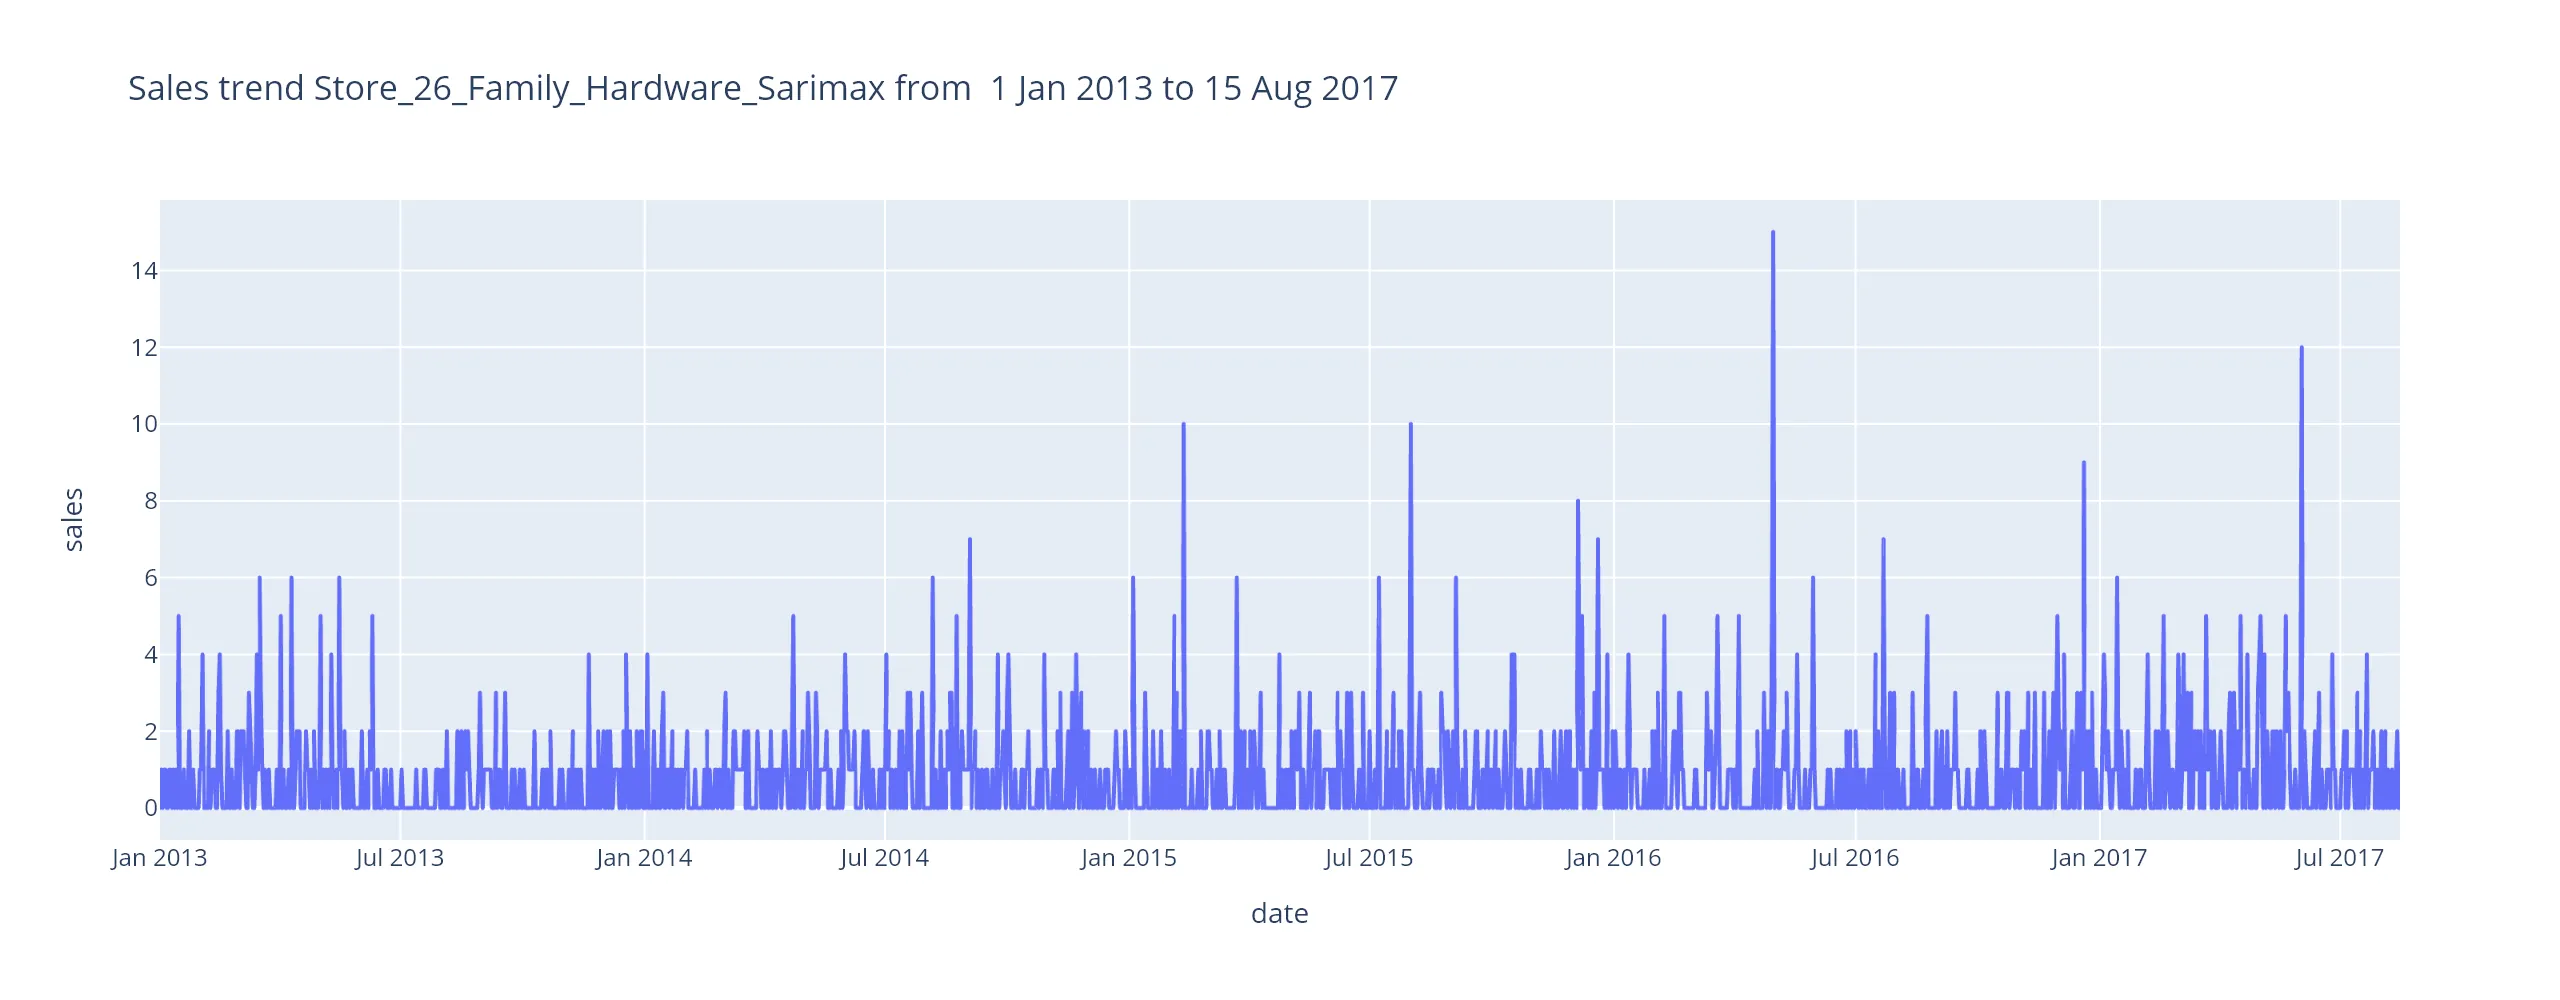 Sales trend Store_26_Family_Hardware_Sarimax from  1 Jan 2013 to 15 Aug 2017
14
12
10
8
6
4
2
0
sales
Jan 2013 Jul 2013 Jan 2014 Jul 2014 Jan 2015 Jul 2015 Jan 2016 Jul 2016 Jan 2017 Jul 2017
date